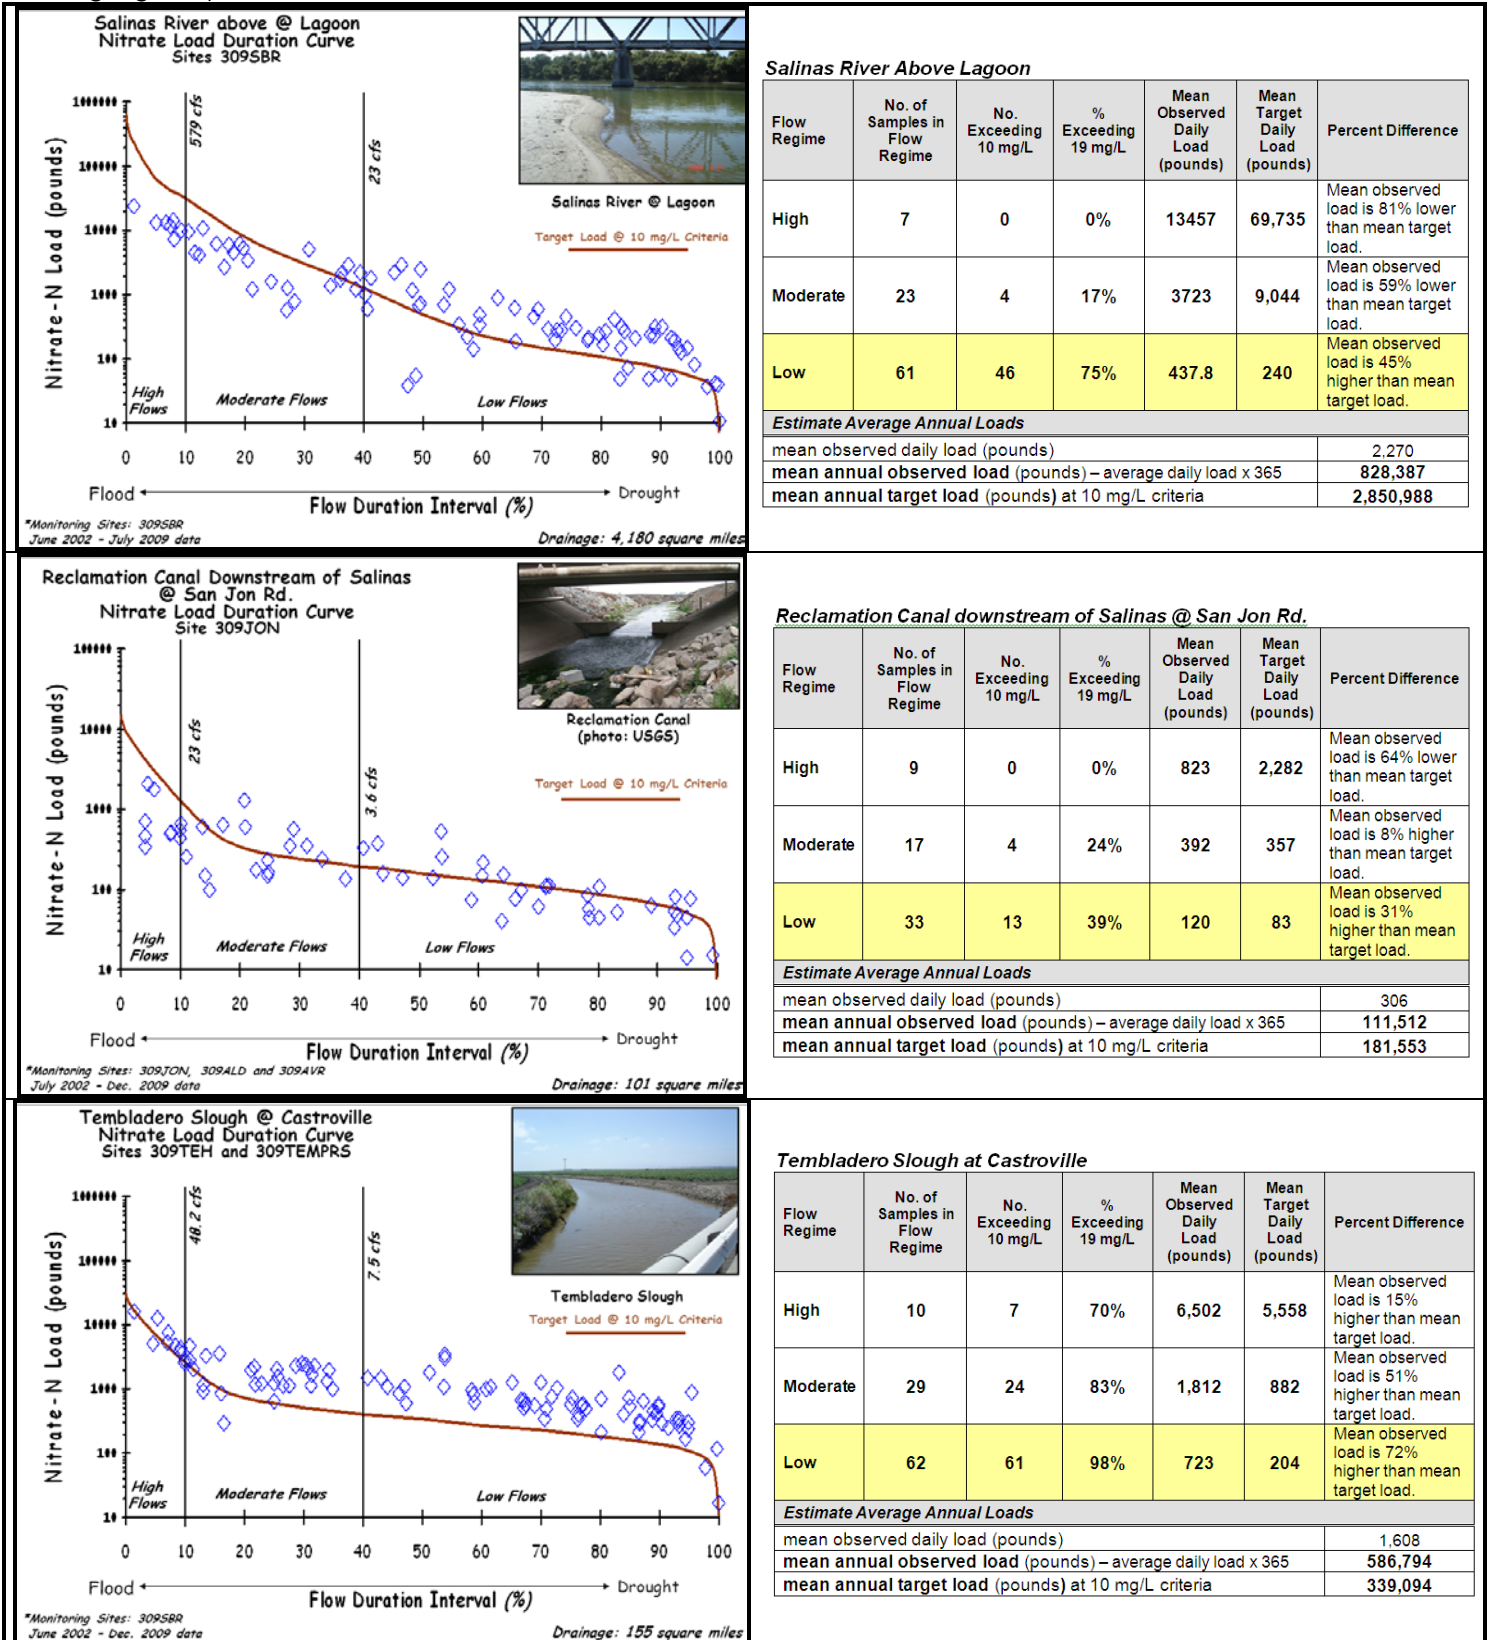 Salinas River above @ Lagoon
Nitrate Load Duration Curve
Sites 309SBR
579 cfs
23 cfs
Salinas River @ Lagoon
Target Load @ 10 mg/L Criteria
Nitrate-N Load (pounds)
1000000
100000
10000
1000
100
10
High Flows
Moderate Flows
Low Flows
0 10 20 30 40 50 60 70 80 90 100
Flood Drought
Flow Duration Interval (%)
*Monitoring Sites: 309SBR
June 2002 - July 2009 data
Drainage: 4,180 square miles
Salinas River Above Lagoon
Flow Regime | No. of Samples in Flow Regime | No. Exceeding 10 mg/L | % Exceeding 19 mg/L | Mean Observed Daily Load (pounds) | Mean Target Daily Load (pounds) | Percent Difference
High | 7 | 0 | 0% | 13457 | 69,735 | Mean observed load is 81% lower than mean target load.
Moderate | 23 | 4 | 17% | 3723 | 9,044 | Mean observed load is 59% lower than mean target load.
Low | 61 | 46 | 75% | 437.8 | 240 | Mean observed load is 45% higher than mean target load.
Estimate Average Annual Loads
mean observed daily load (pounds) 2,270
mean annual observed load (pounds) – average daily load x 365 828,387
mean annual target load (pounds) at 10 mg/L criteria 2,850,988
Reclamation Canal Downstream of Salinas
@ San Jon Rd.
Nitrate Load Duration Curve
Site 309JON
23 cfs
3.6 cfs
Reclamation Canal
(photo: USGS)
Target Load @ 10 mg/L Criteria
Nitrate-N Load (pounds)
100000
10000
1000
100
10
High Flows
Moderate Flows
Low Flows
0 10 20 30 40 50 60 70 80 90 100
Flood Drought
Flow Duration Interval (%)
*Monitoring Sites: 309JON, 309ALD and 309AVR
July 2002 - Dec. 2009 data
Drainage: 101 square miles
Reclamation Canal downstream of Salinas @ San Jon Rd.
Flow Regime | No. of Samples in Flow Regime | No. Exceeding 10 mg/L | % Exceeding 19 mg/L | Mean Observed Daily Load (pounds) | Mean Target Daily Load (pounds) | Percent Difference
High | 9 | 0 | 0% | 823 | 2,282 | Mean observed load is 64% lower than mean target load.
Moderate | 17 | 4 | 24% | 392 | 357 | Mean observed load is 8% higher than mean target load.
Low | 33 | 13 | 39% | 120 | 83 | Mean observed load is 31% higher than mean target load.
Estimate Average Annual Loads
mean observed daily load (pounds) 306
mean annual observed load (pounds) – average daily load x 365 111,512
mean annual target load (pounds) at 10 mg/L criteria 181,553
Tembladero Slough @ Castroville
Nitrate Load Duration Curve
Sites 309TEH and 309TEMPRS
48.2 cfs
7.5 cfs
Tembladero Slough
Target Load @ 10 mg/L Criteria
Nitrate-N Load (pounds)
1000000
100000
10000
1000
100
10
High Flows
Moderate Flows
Low Flows
0 10 20 30 40 50 60 70 80 90 100
Flood Drought
Flow Duration Interval (%)
*Monitoring Sites: 309SBR
June 2002 - Dec. 2009 data
Drainage: 155 square miles
Tembladero Slough at Castroville
Flow Regime | No. of Samples in Flow Regime | No. Exceeding 10 mg/L | % Exceeding 19 mg/L | Mean Observed Daily Load (pounds) | Mean Target Daily Load (pounds) | Percent Difference
High | 10 | 7 | 70% | 6,502 | 5,558 | Mean observed load is 15% higher than mean target load.
Moderate | 29 | 24 | 83% | 1,812 | 882 | Mean observed load is 51% higher than mean target load.
Low | 62 | 61 | 98% | 723 | 204 | Mean observed load is 72% higher than mean target load.
Estimate Average Annual Loads
mean observed daily load (pounds) 1,608
mean annual observed load (pounds) – average daily load x 365 586,794
mean annual target load (pounds) at 10 mg/L criteria 339,094